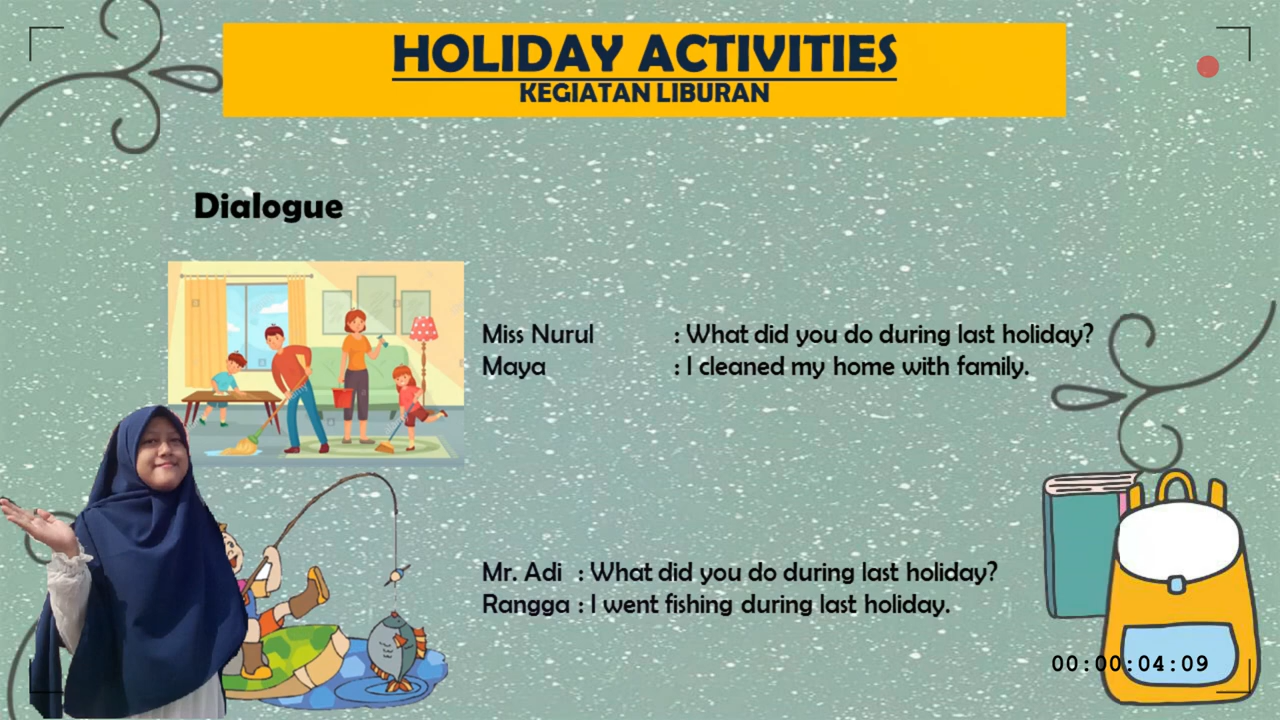 HOLIDAY ACTIVITIES
KEGIATAN LIBURAN
Dialogue
Miss Nurul : What did you do during last holiday?
Maya : I cleaned my home with family.
Mr. Adi : What did you do during last holiday?
Rangga : I went fishing during last holiday.
00:00:04:09